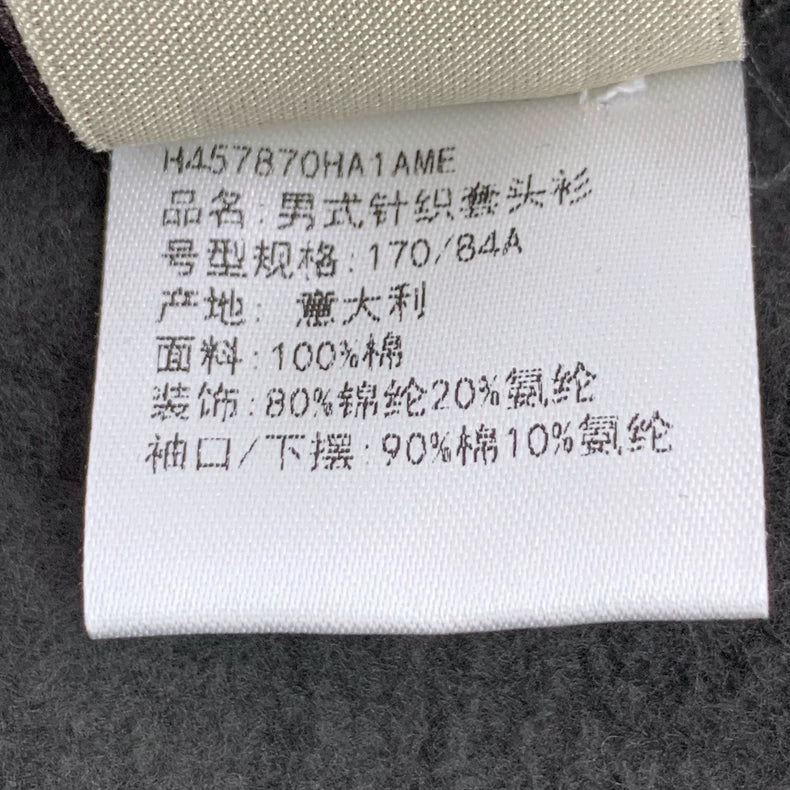 H457870HA1AME
品名:男式针织套头衫
号型规格:170/84A
产地: 意大利
面料:100%棉
装饰:80%锦纶20%氨纶
袖口/下摆:90%棉10%氨纶